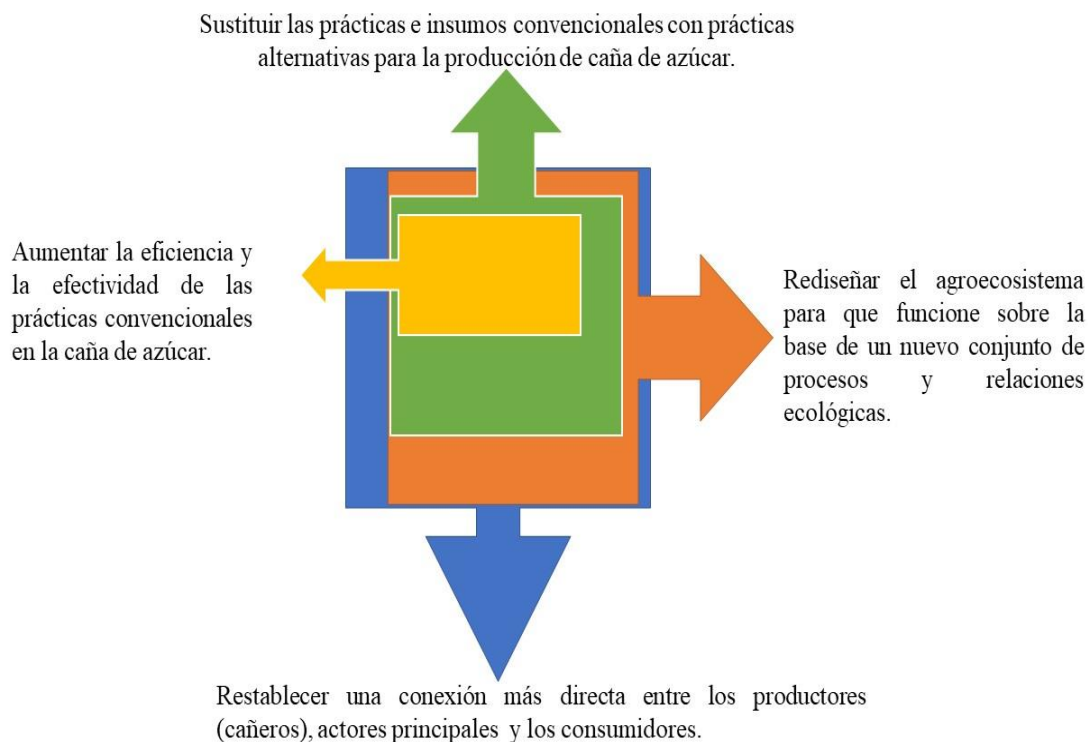 Sustituir las prácticas e insumos convencionales con prácticas
alternativas para la producción de caña de azúcar.
Aumentar la eficiencia y
la efectividad de las
prácticas convencionales
en la caña de azúcar.
Rediseñar el agroecosistema
para que funcione sobre la
base de un nuevo conjunto de
procesos y relaciones
ecológicas.
Restablecer una conexión más directa entre los productores
(cañeros), actores principales y los consumidores.